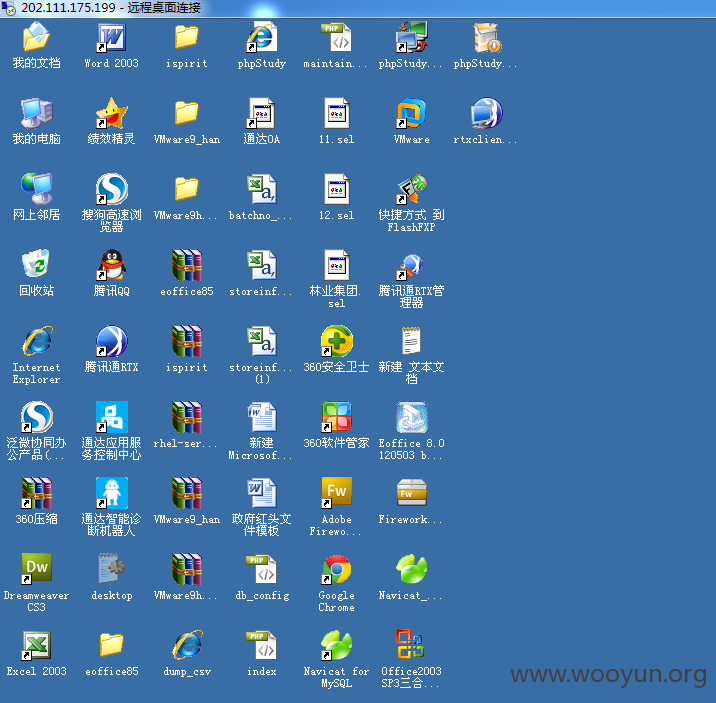 202.111.175.199 - 远程桌面连接
我的文档
Word 2003
ispirit
phpStudy
maintain...
phpStudy...
phpStudy...
我的电脑
绩效精灵
VMware9_han
通达OA
11.sel
VMware
rtxclien...
网上邻居
搜狗高速浏
览器
VMware9h...
batchno_...
12.sel
快捷方式 到
FlashFXP
回收站
腾讯QQ
eoffice85
storeinf...
林业集团.
sel
腾讯通RTX管
理器
Internet
Explorer
腾讯通RTX
ispirit
storeinf...
(1)
360安全卫士
新建 文本文
档
泛微协同办
公产品(...
通达应用服
务控制中心
rhel-ser...
新建
Microsof...
360软件管家
Eoffice 8.0
120503 b...
360压缩
通达智能诊
断机器人
VMware9_han
政府红头文
件模板
Adobe
Firewo...
Firework...
Dreamweaver
CS3
desktop
VMware9h...
db_config
Google
Chrome
Navicat_...
Excel 2003
eoffice85
dump_csv
index
Navicat for
MySQL
Office2003
SP3三合...
www.wooyun.org